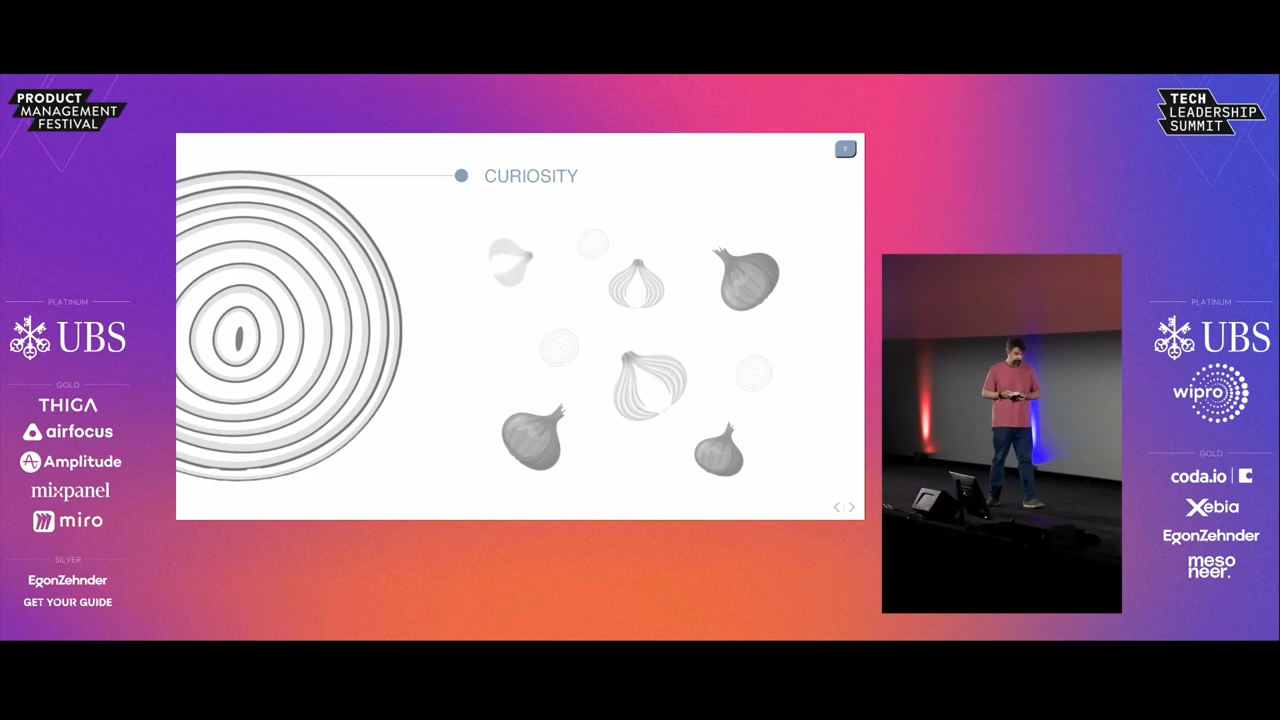 PRODUCT
MANAGEMENT
FESTIVAL
TECH
LEADERSHIP
SUMMIT
2
CURIOSITY
PLATINUM
UBS
GOLD
THIGA
airfocus
Amplitude
mixpanel
miro
SILVER
EgonZehnder
GET YOUR GUIDE
PLATINUM
UBS
wipro
GOLD
coda.io
Xebia
EgonZehnder
meso
neer.